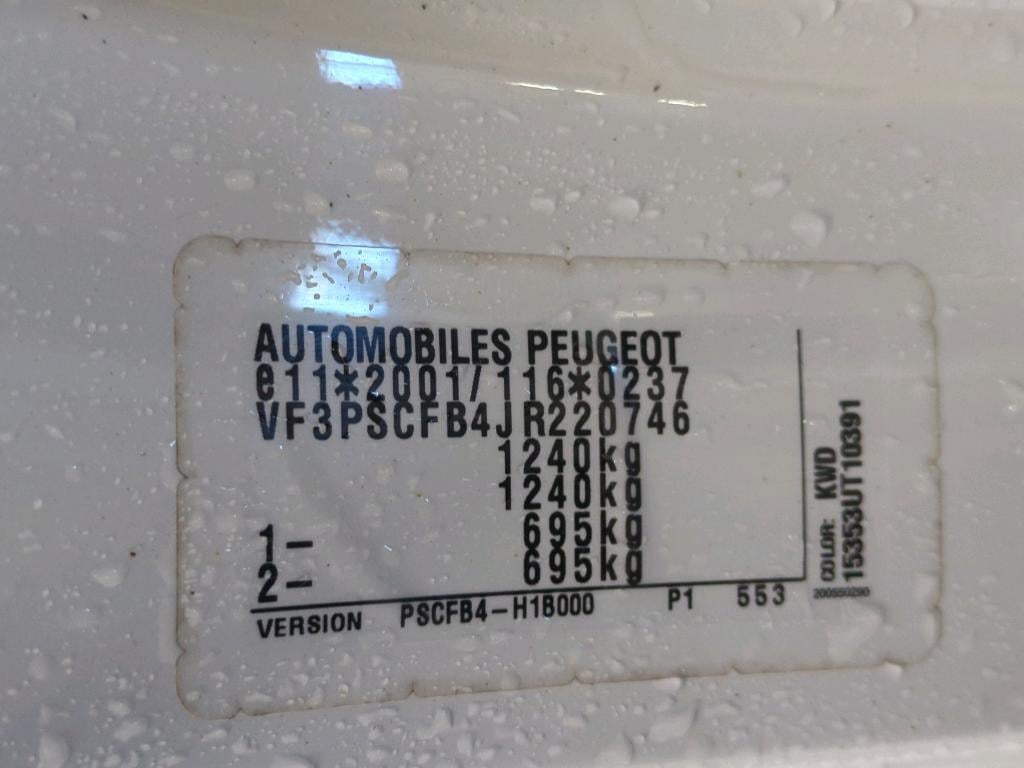 AUTOMOBILES PEUGEOT
e11*2001/116*0237
VF3PSCFB4JR220746
1240kg
1240kg
1- 695kg
2- 695kg
VERSION PSCFB4-H1B000 P1 553
COLOR: KWD
15353UT10391
200550290